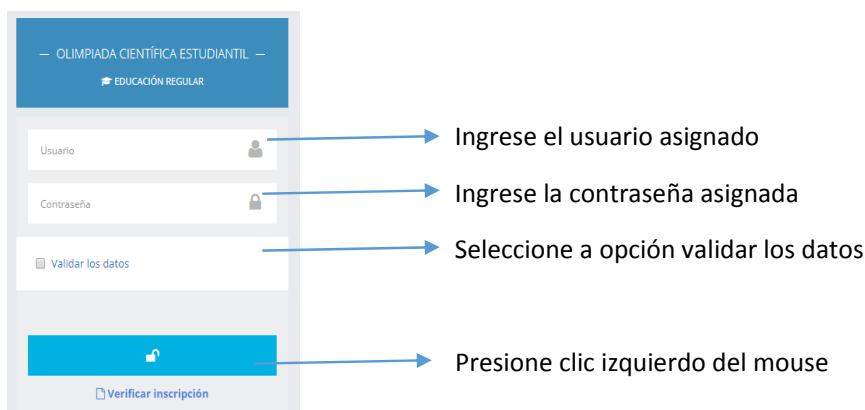 — OLIMPIADA CIENTÍFICA ESTUDIANTIL —
EDUCACIÓN REGULAR
Usuario
Ingrese el usuario asignado
Contraseña
Ingrese la contraseña asignada
Validar los datos
Seleccione a opción validar los datos
Presione clic izquierdo del mouse
Verificar inscripción